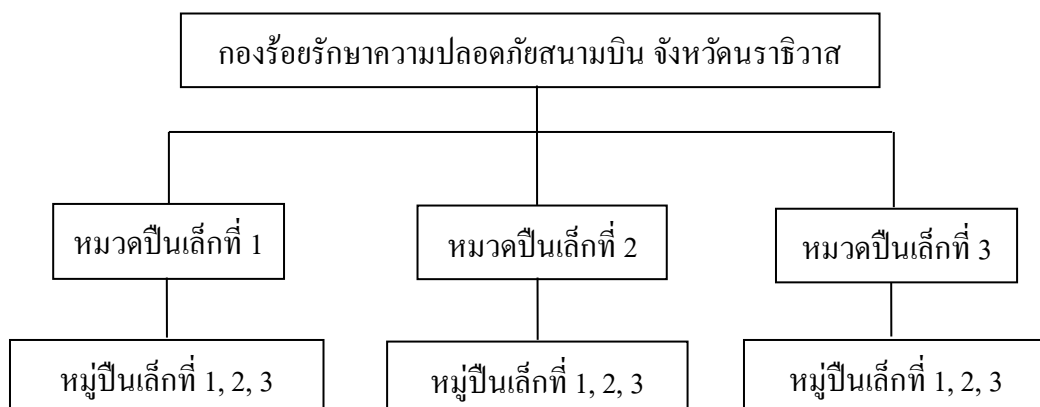 กองร้อยรักษาความปลอดภัยสนามบิน จังหวัดนราธิวาส
หมวดปืนเล็กที่ 1
หมวดปืนเล็กที่ 2
หมวดปืนเล็กที่ 3
หมู่ปืนเล็กที่ 1, 2, 3
หมู่ปืนเล็กที่ 1, 2, 3
หมู่ปืนเล็กที่ 1, 2, 3